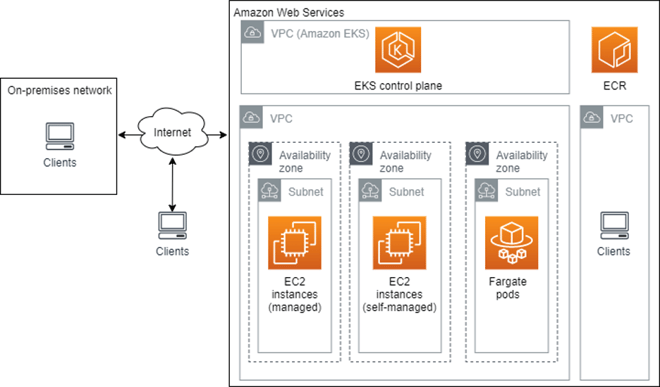 Amazon Web Services
VPC (Amazon EKS)
K
EKS control plane
ECR
On-premises network
Clients
Internet
Clients
VPC
Availability
zone
Subnet
EC2
instances
(managed)
Availability
zone
Subnet
EC2
instances
(self-managed)
Availability
zone
Subnet
Fargate
pods
VPC
Clients